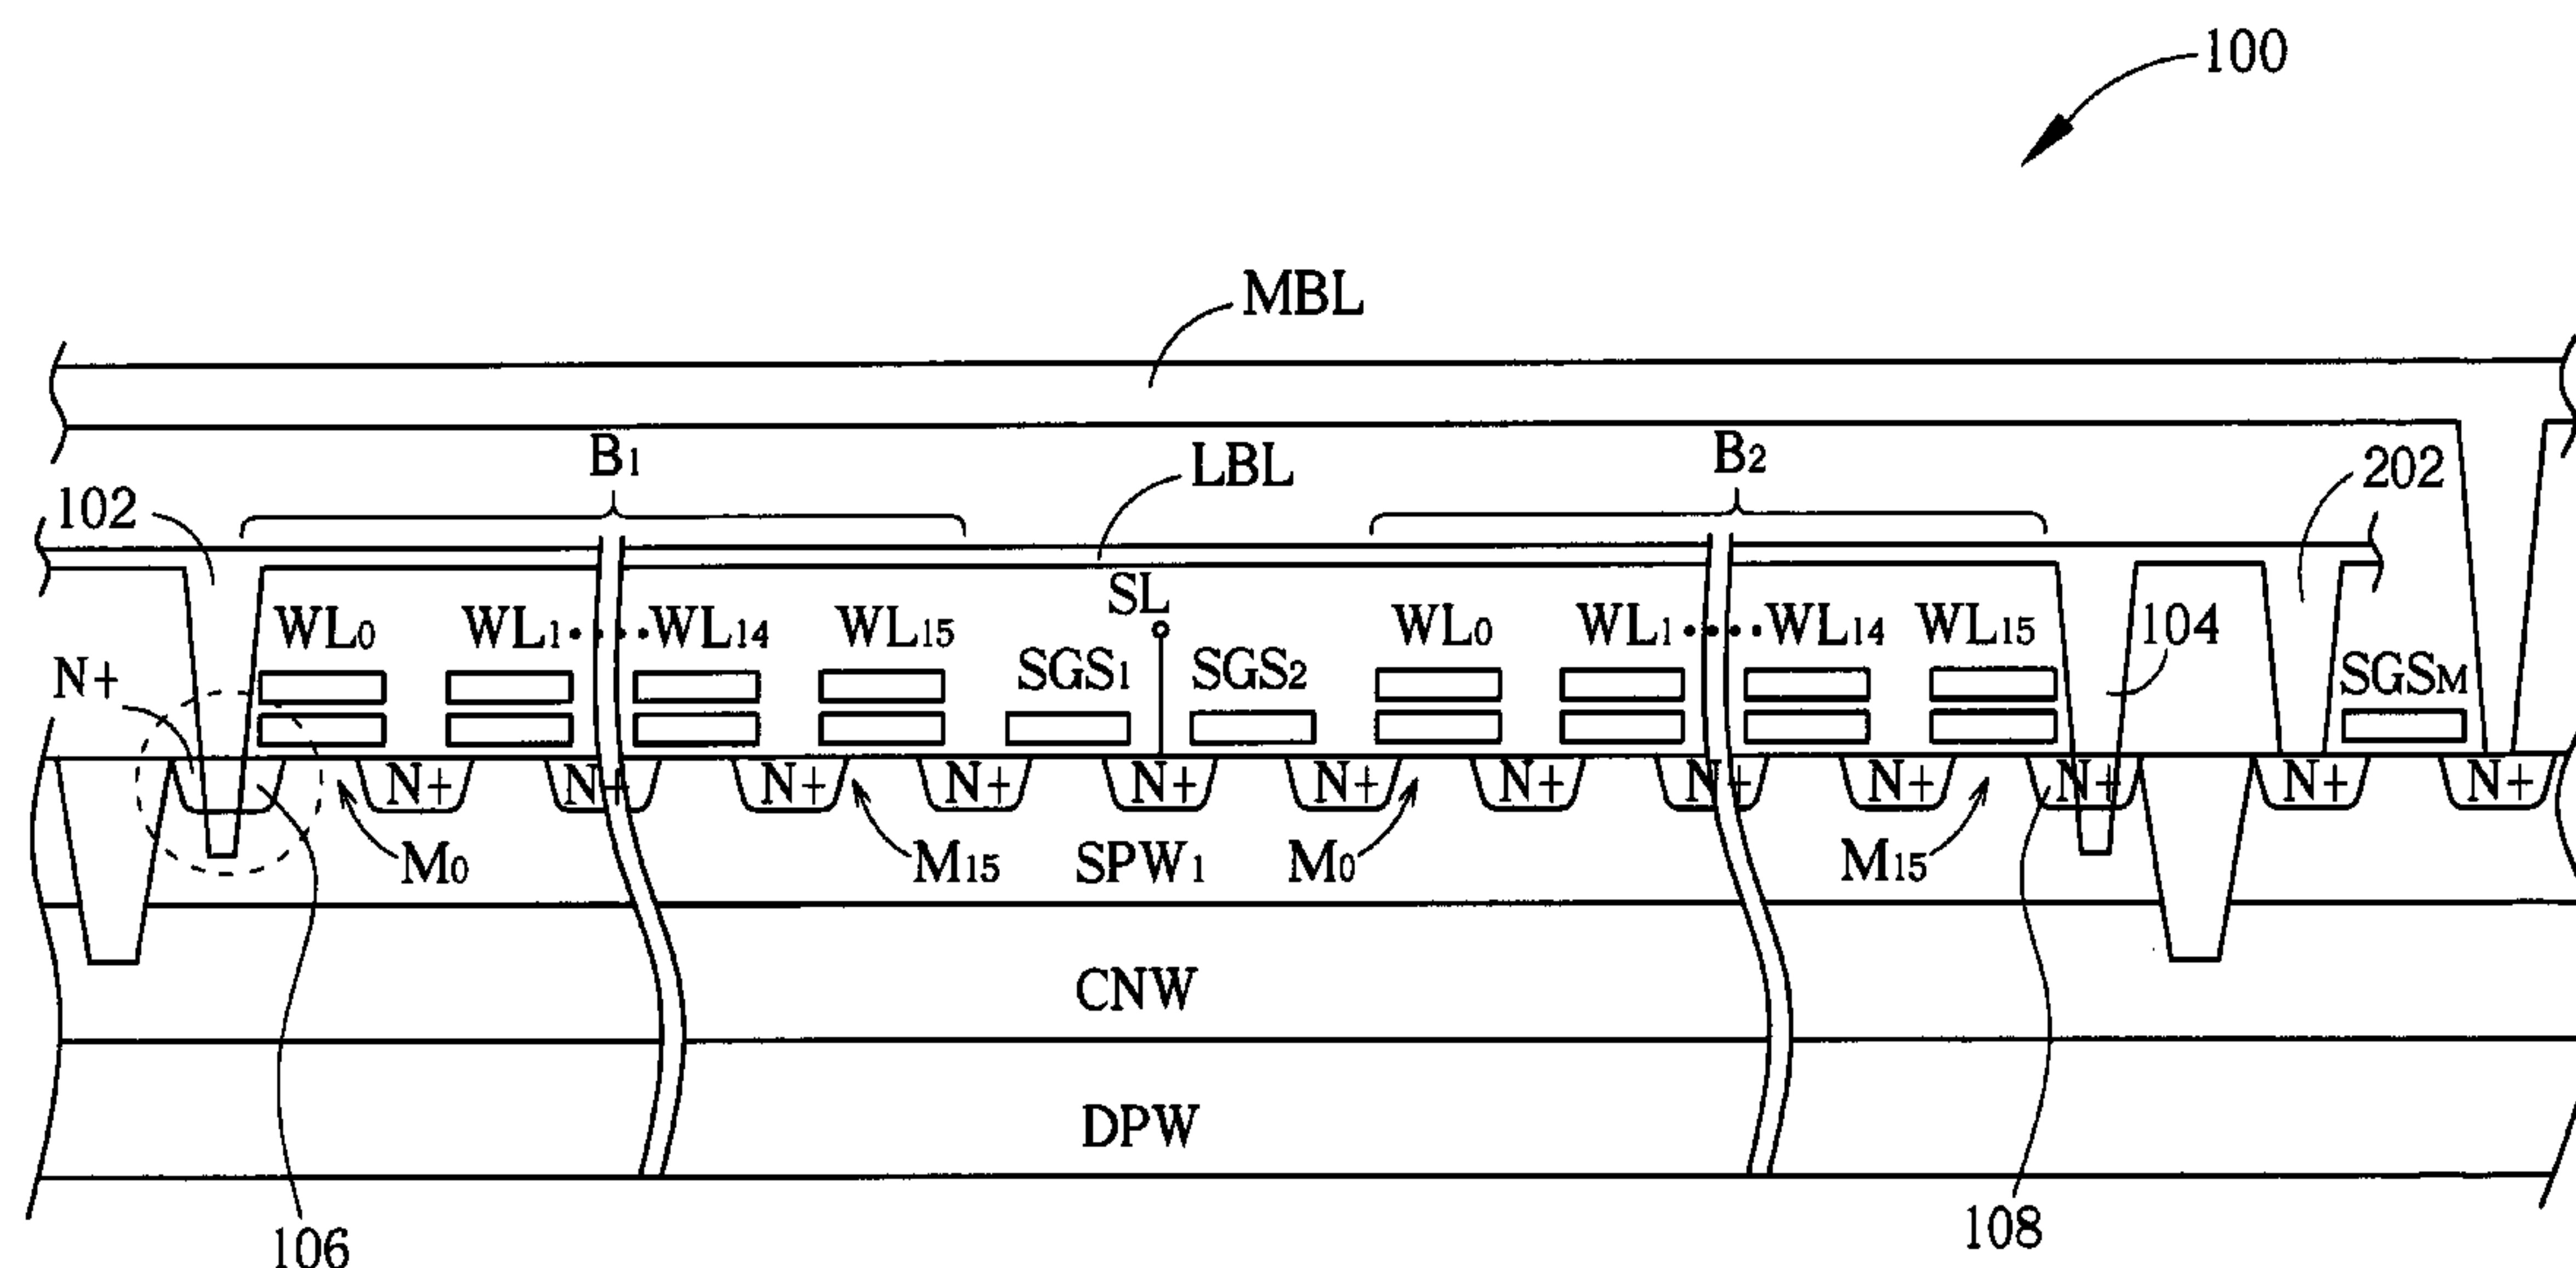 100
MBL
B1 B2
LBL 202
102
SL
WL0 WL1 •••• WL14 WL15 WL0 WL1 •••• WL14 WL15 104
N+ SGS1 SGS2 SGSM
N+ N+ N+ N+ N+ N+ N+ N+ N+ N+ N+ N+
M0 M15 SPW1 M0 M15
CNW
DPW
106 108